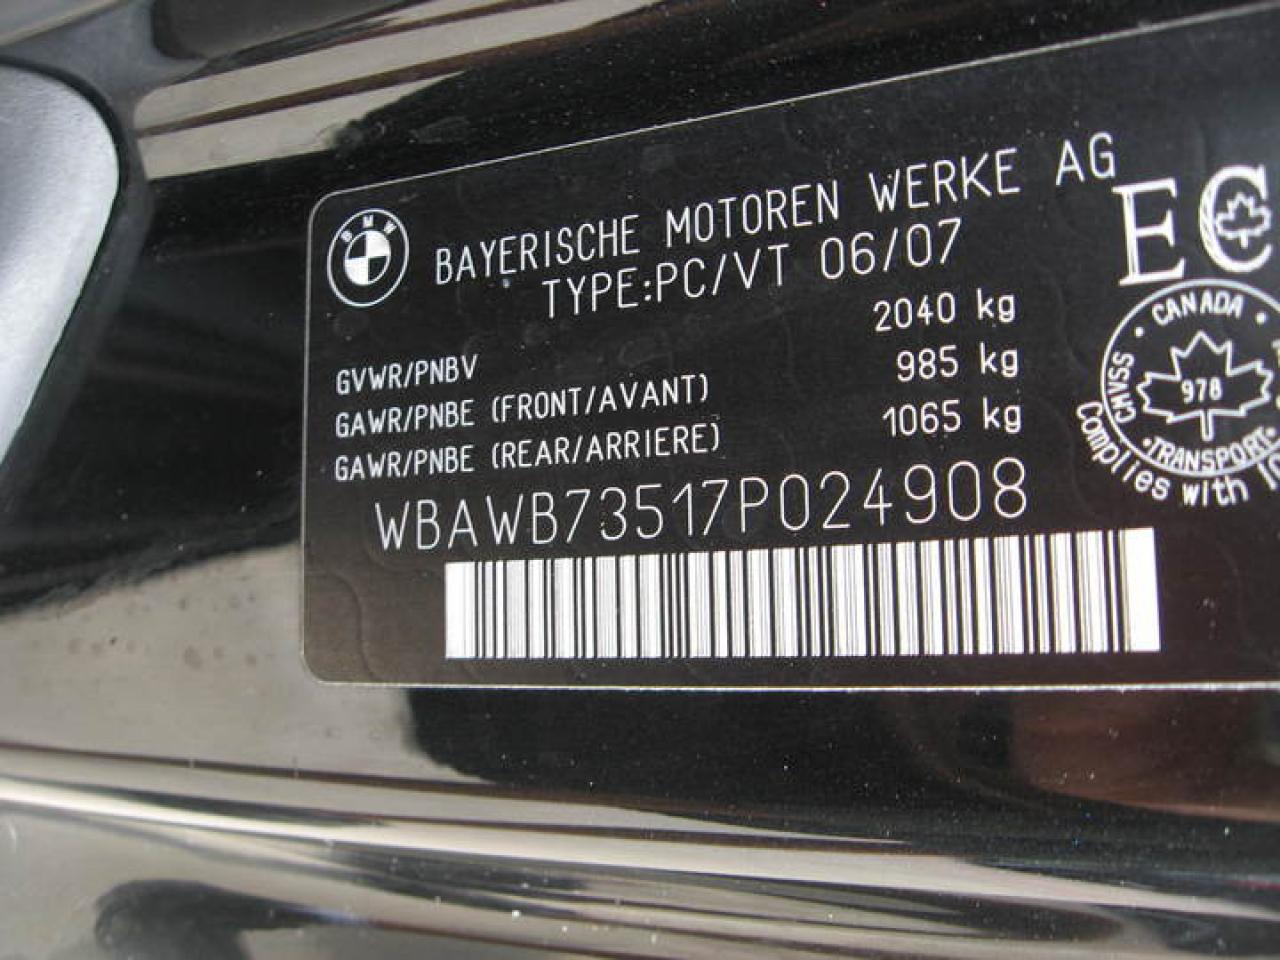 BMW
BAYERISCHE MOTOREN WERKE AG
TYPE:PC/VT 06/07
GVWR/PNBV 2040 kg
GAWR/PNBE (FRONT/AVANT) 985 kg
GAWR/PNBE (REAR/ARRIERE) 1065 kg
WBAWB73517P024908
EC
CANADA
CMVSS
978
TRANSPORT
Complies with